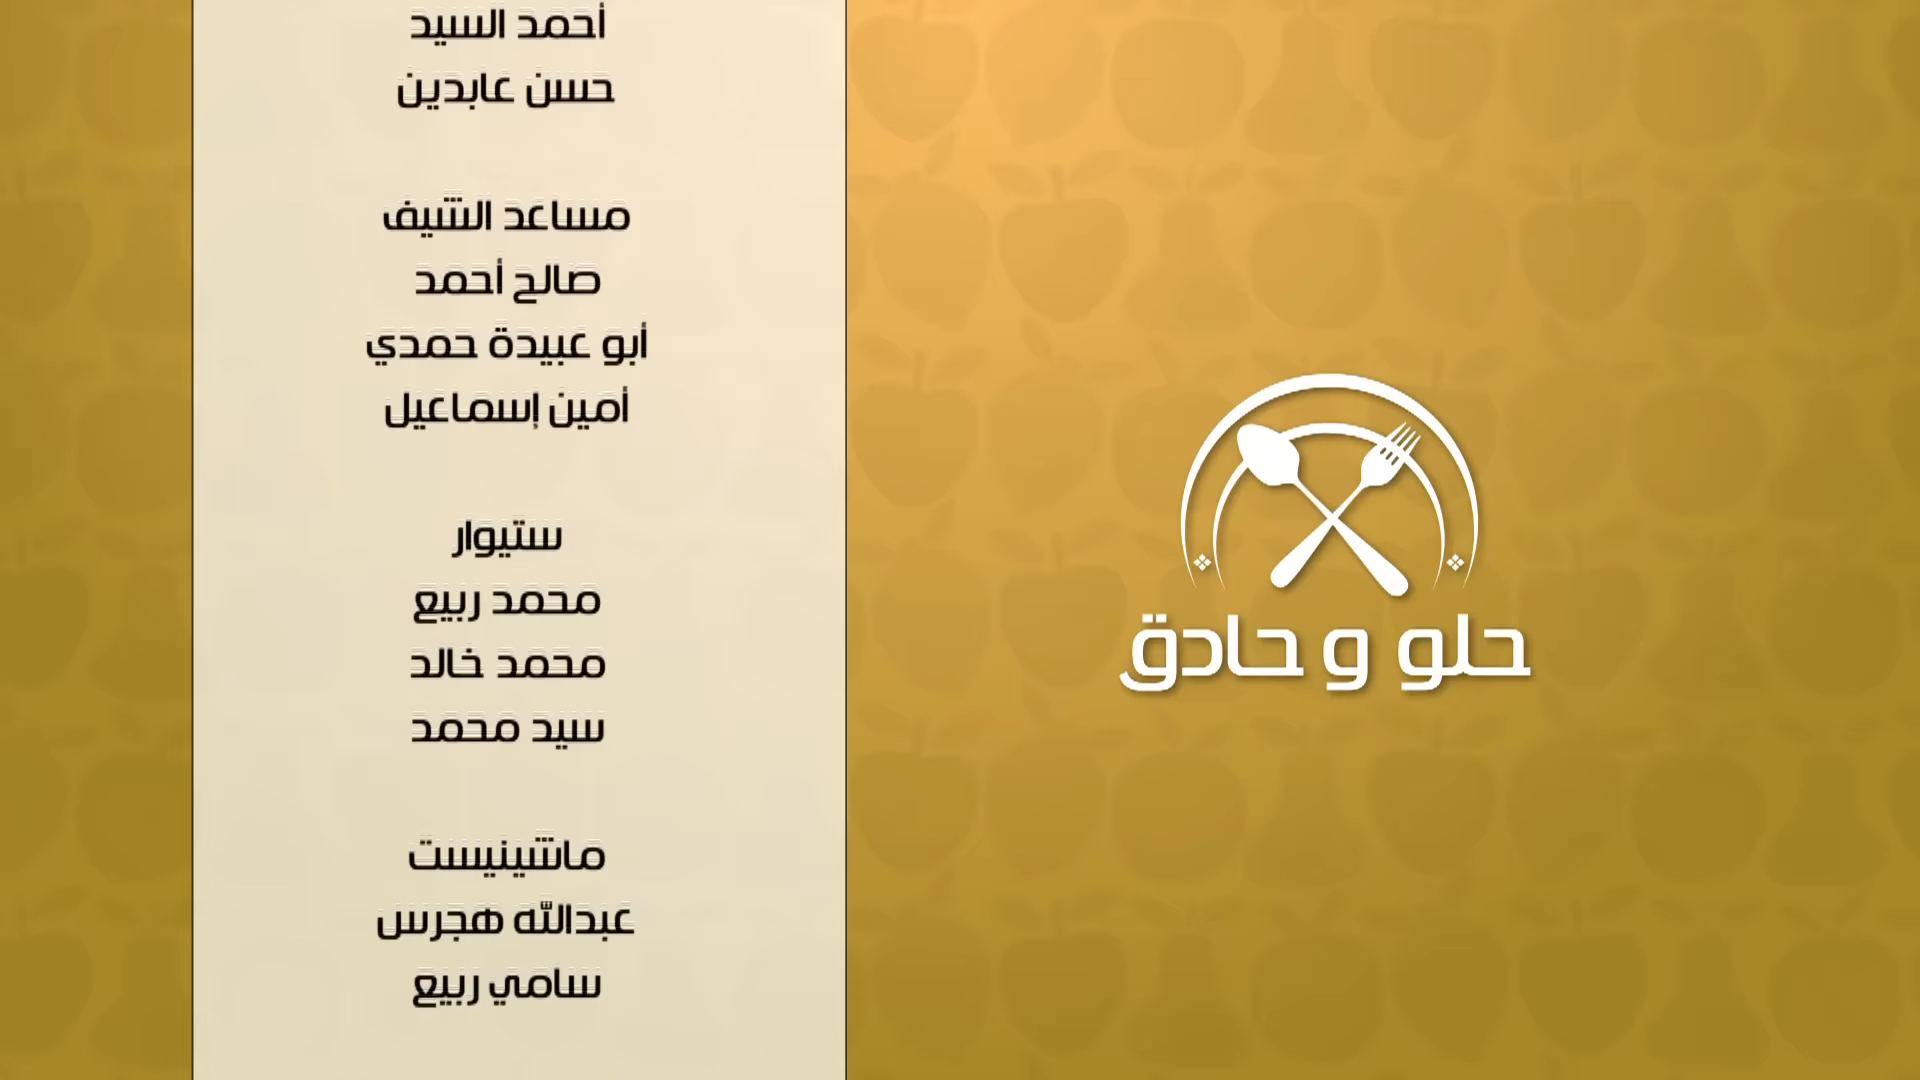 أحمد السيد
حسن عابدين
مساعد الشيف
صالح أحمد
أبو عبيدة حمدي
أمين إسماعيل
ستيوار
محمد ربيع
محمد خالد
سيد محمد
ماشينيست
عبدالله هجرس
سامي ربيع
حلو و حادق